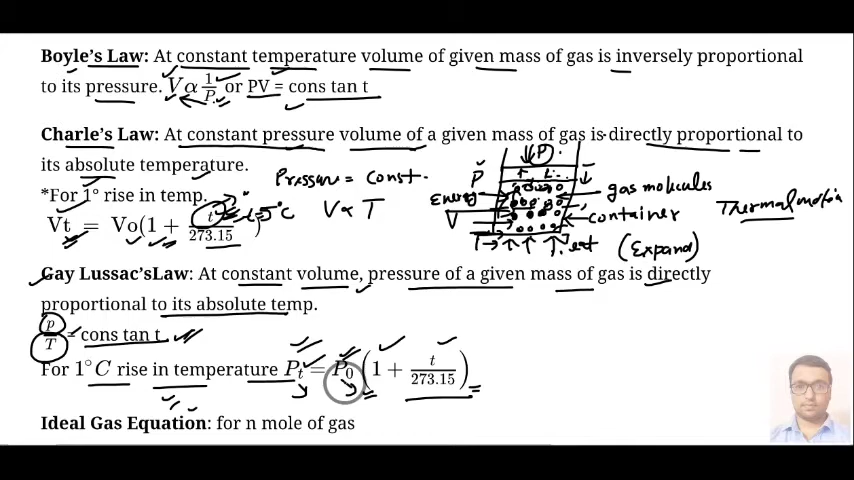 Boyle's Law: At constant temperature volume of given mass of gas is inversely proportional
to its pressure. V α 1/P or PV = cons tan t
Charle's Law: At constant pressure volume of a given mass of gas is directly proportional to
its absolute temperature.
Pressure = const.
*For 1° rise in temp.
V ∝ T
Vt = Vo(1 + t/273.15)
t=5°C
P
P
Energy
V
gas molecules
container
T
Text
(Expand)
Thermal motion
Gay Lussac'sLaw: At constant volume, pressure of a given mass of gas is directly
proportional to its absolute temp.
p/T = cons tan t
For 1°C rise in temperature Pt = P0(1 + t/273.15)
Ideal Gas Equation: for n mole of gas